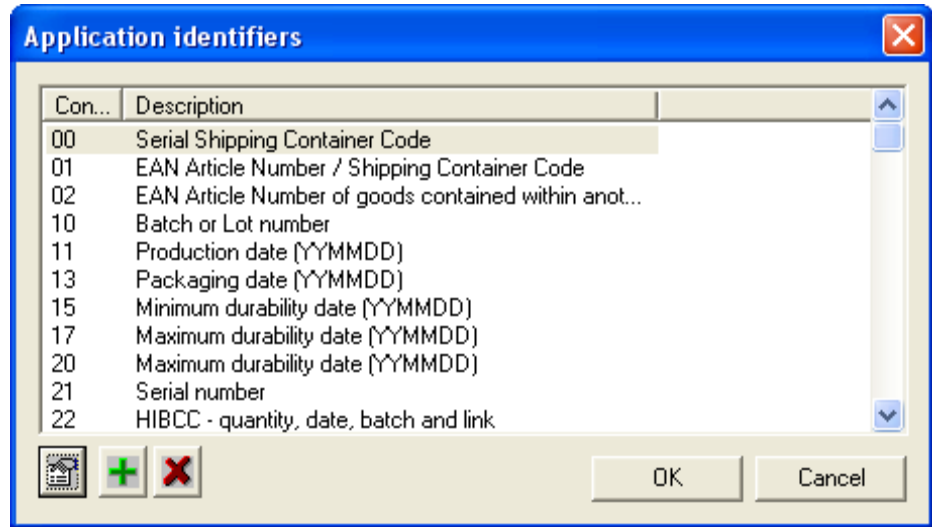 Application identifiers
Con... Description
00 Serial Shipping Container Code
01 EAN Article Number / Shipping Container Code
02 EAN Article Number of goods contained within anot...
10 Batch or Lot number
11 Production date (YYMMDD)
13 Packaging date (YYMMDD)
15 Minimum durability date (YYMMDD)
17 Maximum durability date (YYMMDD)
20 Maximum durability date (YYMMDD)
21 Serial number
22 HIBCC - quantity, date, batch and link
OK Cancel